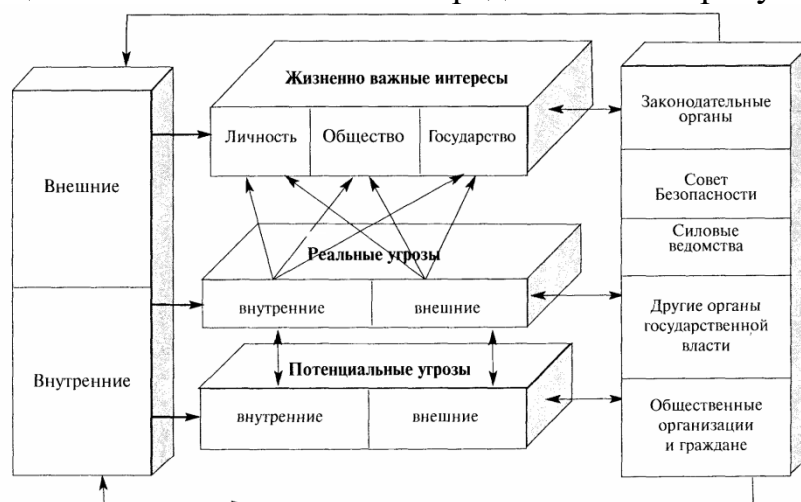 Жизненно важные интересы
Личность
Общество
Государство
Внешние
Внутренние
Реальные угрозы
внутренние
внешние
Потенциальные угрозы
внутренние
внешние
Законодательные
органы
Совет
Безопасности
Силовые
ведомства
Другие органы
государственной
власти
Общественные
организации
и граждане